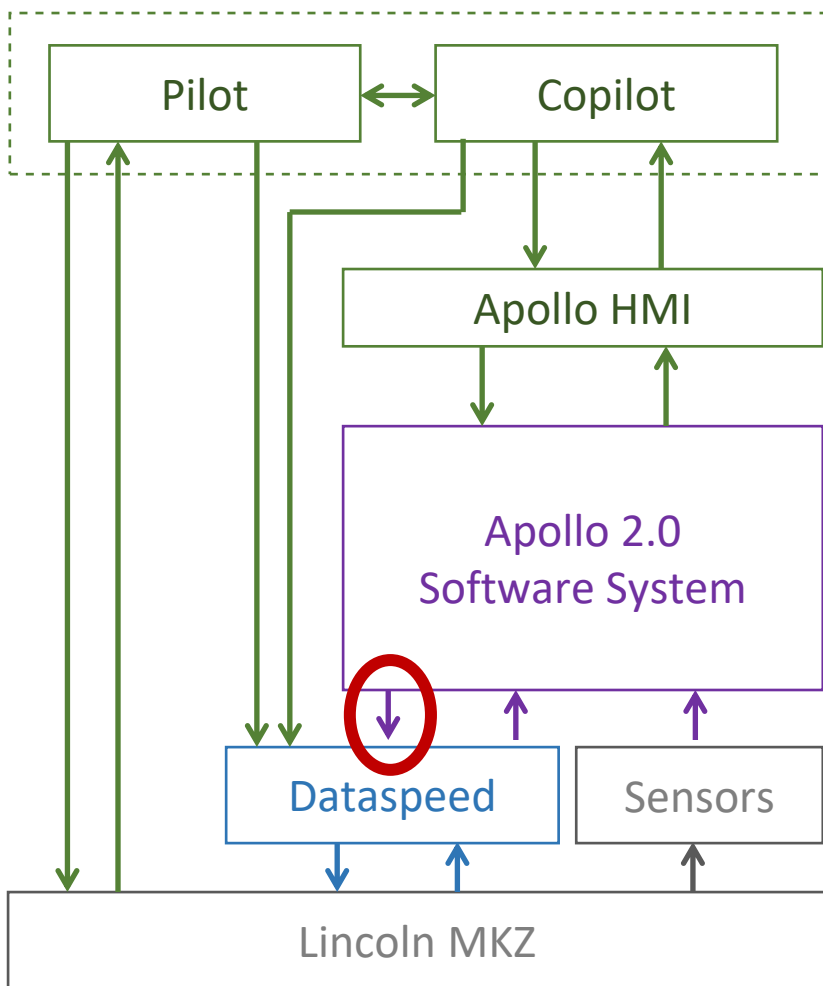 Pilot
Copilot
Apollo HMI
Apollo 2.0
Software System
Dataspeed
Sensors
Lincoln MKZ